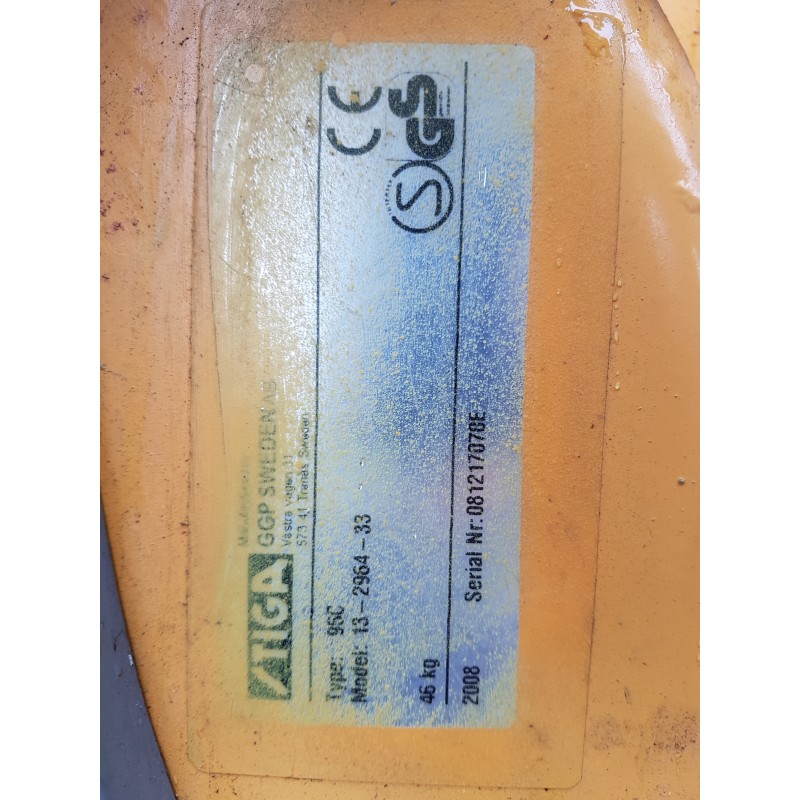 STIGA
GGP SWEDEN AB
Västra vägen 31
573 41 Tranås Sweden
Type: 95C
Model: 13-2964-33
46 kg
2008 Serial Nr: 081217078E
CE
S
GS